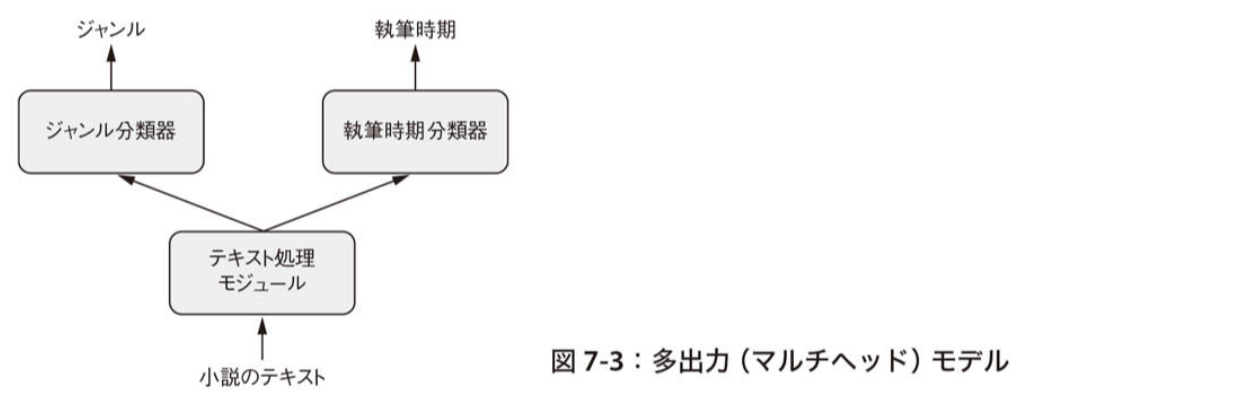 ジャンル
執筆時期
ジャンル分類器
執筆時期分類器
テキスト処理
モジュール
小説のテキスト
図 7-3：多出力（マルチヘッド）モデル